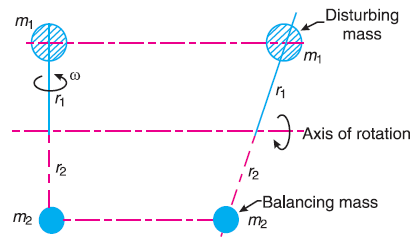 m₁
Disturbing
mass
m₁
ω
r₁
r₁
Axis of rotation
r₂
r₂
Balancing mass
m₂
m₂